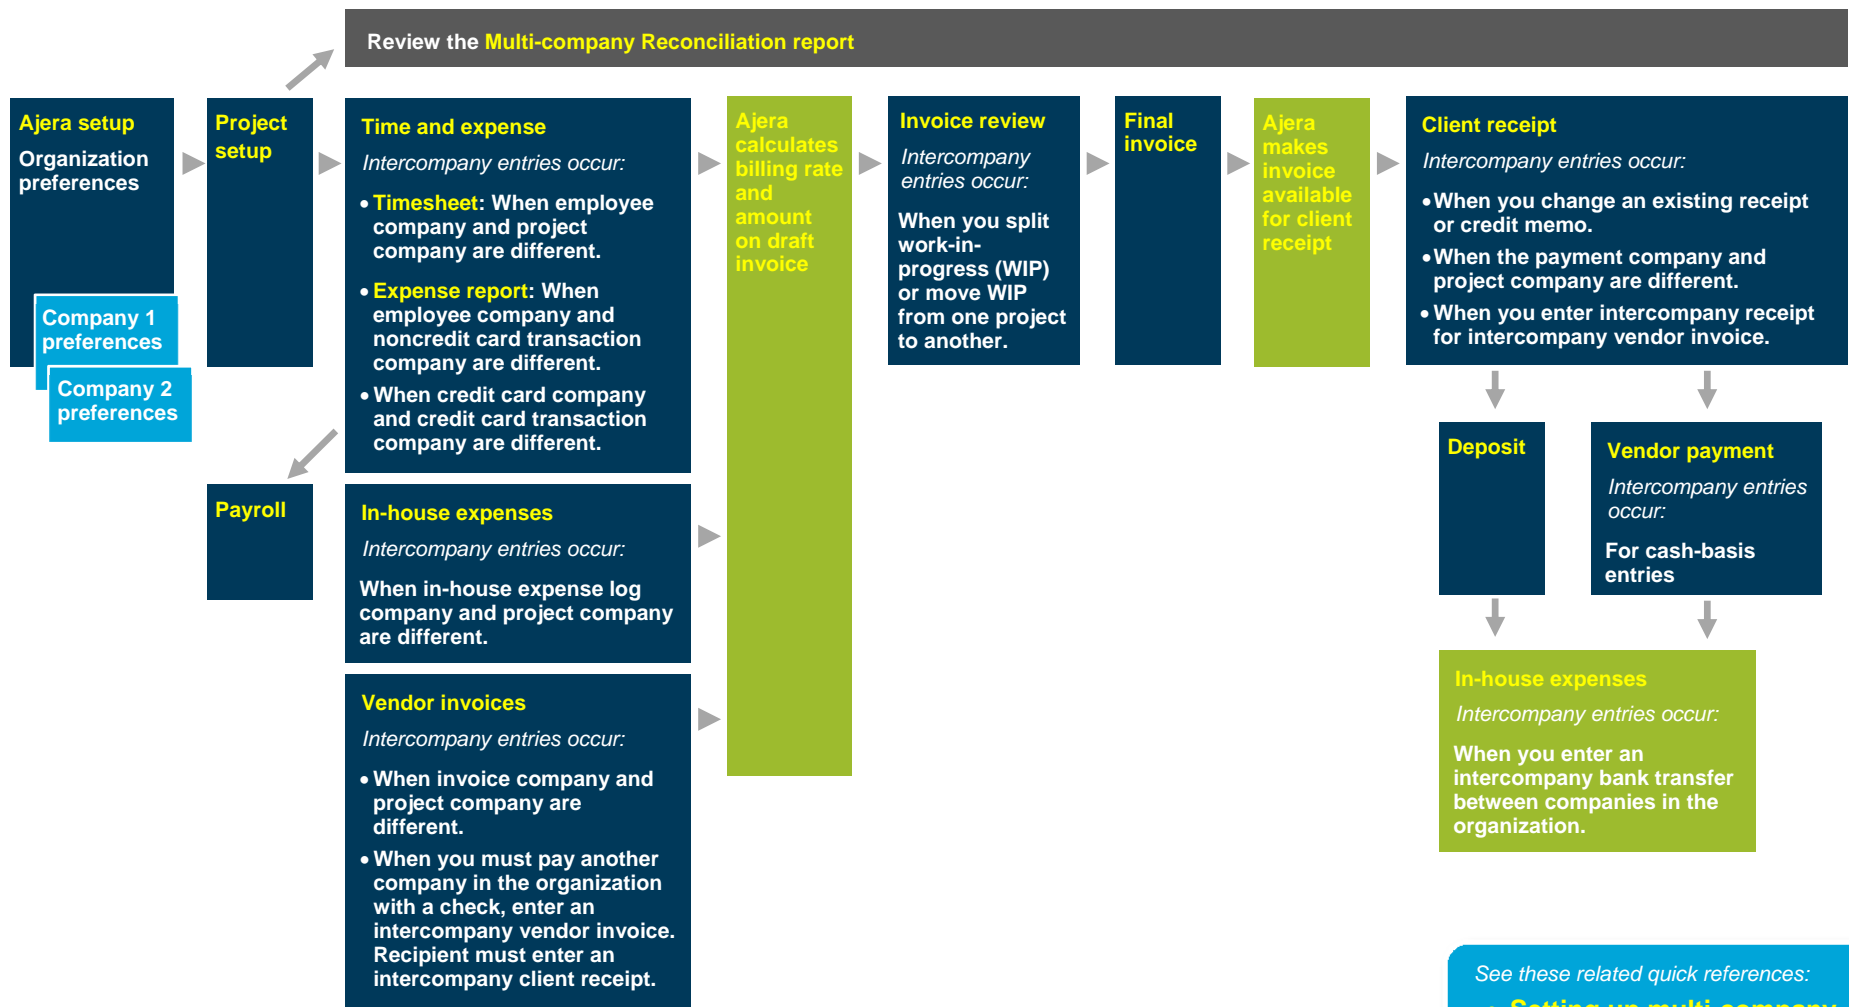 Review the Multi-company Reconciliation report
Ajera setup
Organization
preferences
Company 1
preferences
Company 2
preferences
Project
setup
Time and expense
Intercompany entries occur:
• Timesheet: When employee
company and project
company are different.
• Expense report: When
employee company and
noncredit card transaction
company are different.
• When credit card company
and credit card transaction
company are different.
Payroll
In-house expenses
Intercompany entries occur:
When in-house expense log
company and project company
are different.
Vendor invoices
Intercompany entries occur:
• When invoice company and
project company are
different.
• When you must pay another
company in the organization
with a check, enter an
intercompany vendor invoice.
Recipient must enter an
intercompany client receipt.
Ajera
calculates
billing rate
and
amount
on draft
invoice
Invoice review
Intercompany
entries occur:
When you split
work-in-
progress (WIP)
or move WIP
from one project
to another.
Final
invoice
Ajera
makes
invoice
available
for client
receipt
Client receipt
Intercompany entries occur:
• When you change an existing receipt
or credit memo.
• When the payment company and
project company are different.
• When you enter intercompany receipt
for intercompany vendor invoice.
Deposit
Vendor payment
Intercompany entries
occur:
For cash-basis
entries
In-house expenses
Intercompany entries occur:
When you enter an
intercompany bank transfer
between companies in the
organization.
See these related quick references:
• Setting up multi-company